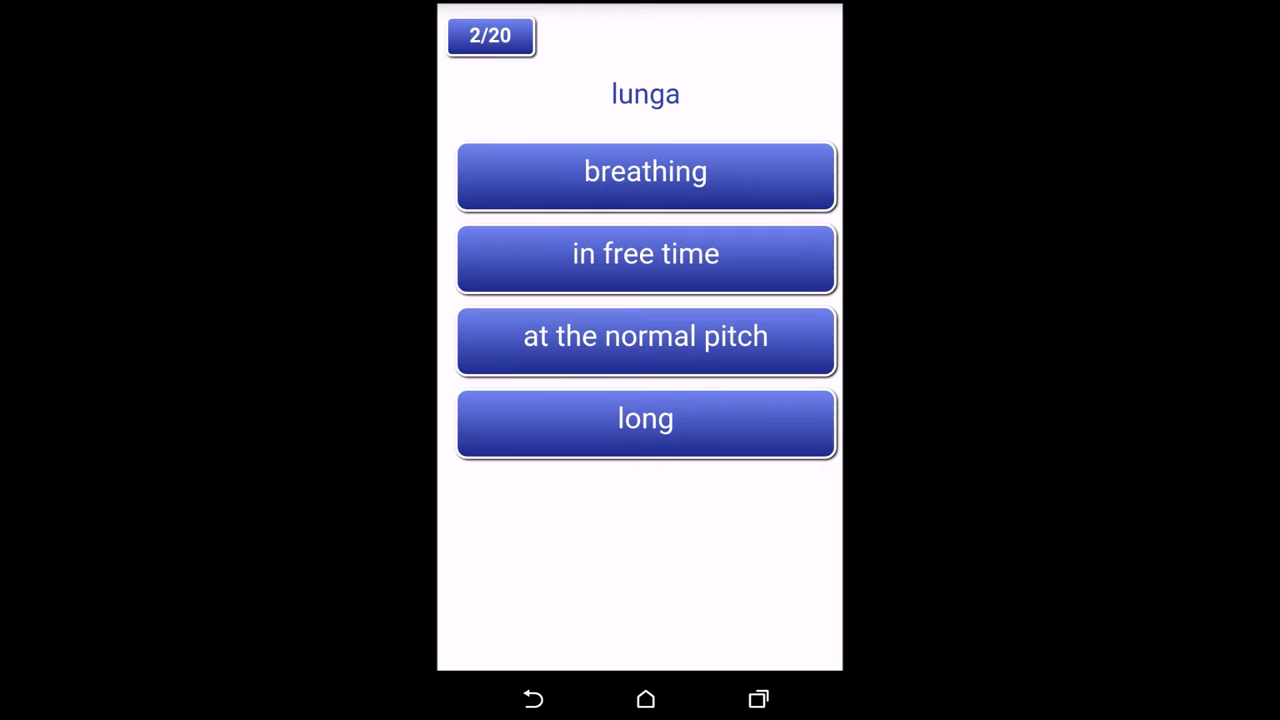 2/20
lunga
breathing
in free time
at the normal pitch
long